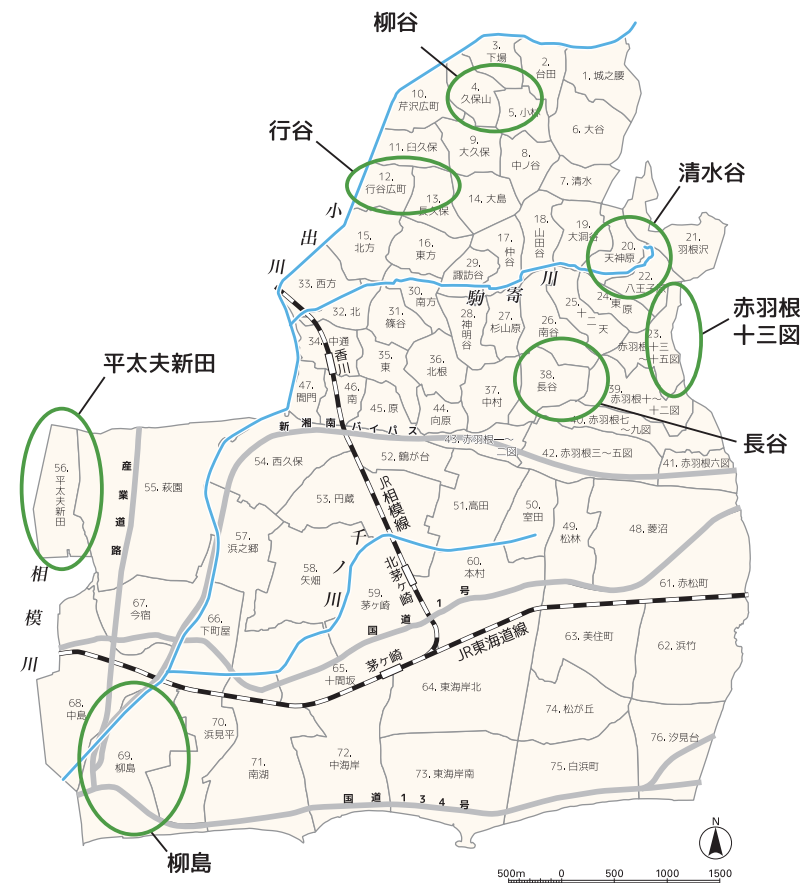 柳谷
行谷
清水谷
赤羽根
十三図
平太夫新田
長谷
柳島
1. 城之腰
2.
台田
3.
下場
4.
久保山
5. 小林
6. 大谷
7. 清水
8.
中ノ谷
9.
大久保
10.
芹沢広町
11. 臼久保
12.
行谷広町
13.
長久保
14. 大島
15.
北方
16.
東方
17.
仲谷
18.
山田谷
19.
大洞谷
20.
天神原
21.
羽根沢
22.
八王子
23.
赤羽根十三
～十五図
24. 東原
25.
十二天
26.
南谷
27.
杉山原
28.
神明谷
29.
諏訪谷
30.
南方
31.
篠谷
32. 北
33. 西方
34. 中通
35.
東
36.
北根
37.
中村
38.
長谷
39.
赤羽根十～
十二図
40. 赤羽根七
～九図
41. 赤羽根六図
42. 赤羽根三～五図
43. 赤羽根一～
二図
44.
向原
45. 原
46.
南
47.
間門
48. 菱沼
49.
松林
50.
室田
51. 高田
52. 鶴が台
53. 円蔵
54. 西久保
55. 萩園
56.
平太夫新田
57.
浜之郷
58.
矢畑
59.
茅ヶ崎
60.
本村
61. 赤松町
62. 浜竹
63. 美住町
64. 東海岸北
65.
十間坂
66.
下町屋
67.
今宿
68.
中島
69.
柳島
70.
浜見平
71.
南湖
72.
中海岸
73. 東海岸南
74. 松が丘
75. 白浜町
76. 汐見台
小出川
駒寄川
千ノ川
相模川
香川
新湘南バイパス
産業道路
JR相模線
北茅ヶ崎
国道1号
茅ヶ崎
JR東海道線
国道134号
N
500m 0 500 1000 1500